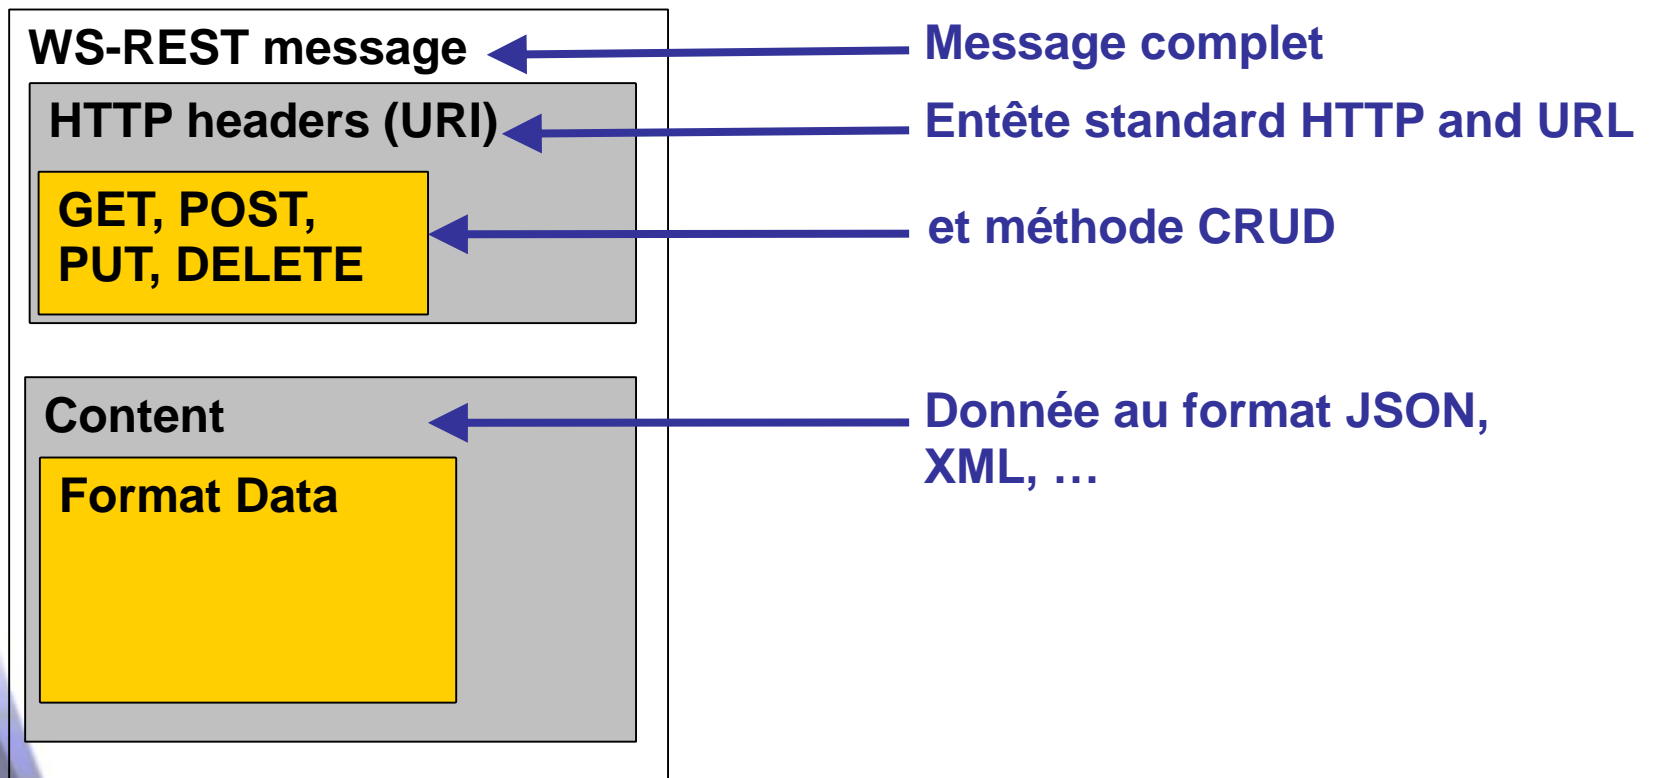 WS-REST message
Message complet
HTTP headers (URI)
Entête standard HTTP and URL
GET, POST,
PUT, DELETE
et méthode CRUD
Content
Donnée au format JSON,
XML, …
Format Data